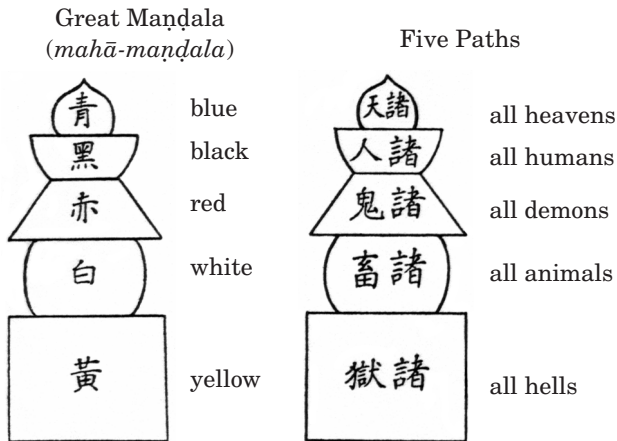 Great Maṇḍala
(mahā-maṇḍala)
青 blue
黑 black
赤 red
白 white
黃 yellow
Five Paths
諸天 all heavens
諸人 all humans
諸鬼 all demons
諸畜 all animals
諸獄 all hells